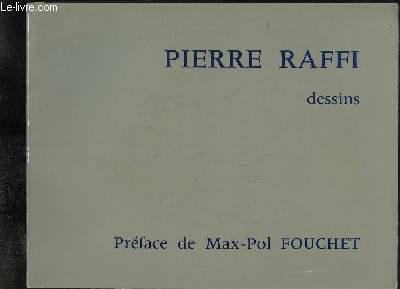 Le-Livre.com
PIERRE RAFFI
dessins
Préface de Max-Pol FOUCHET